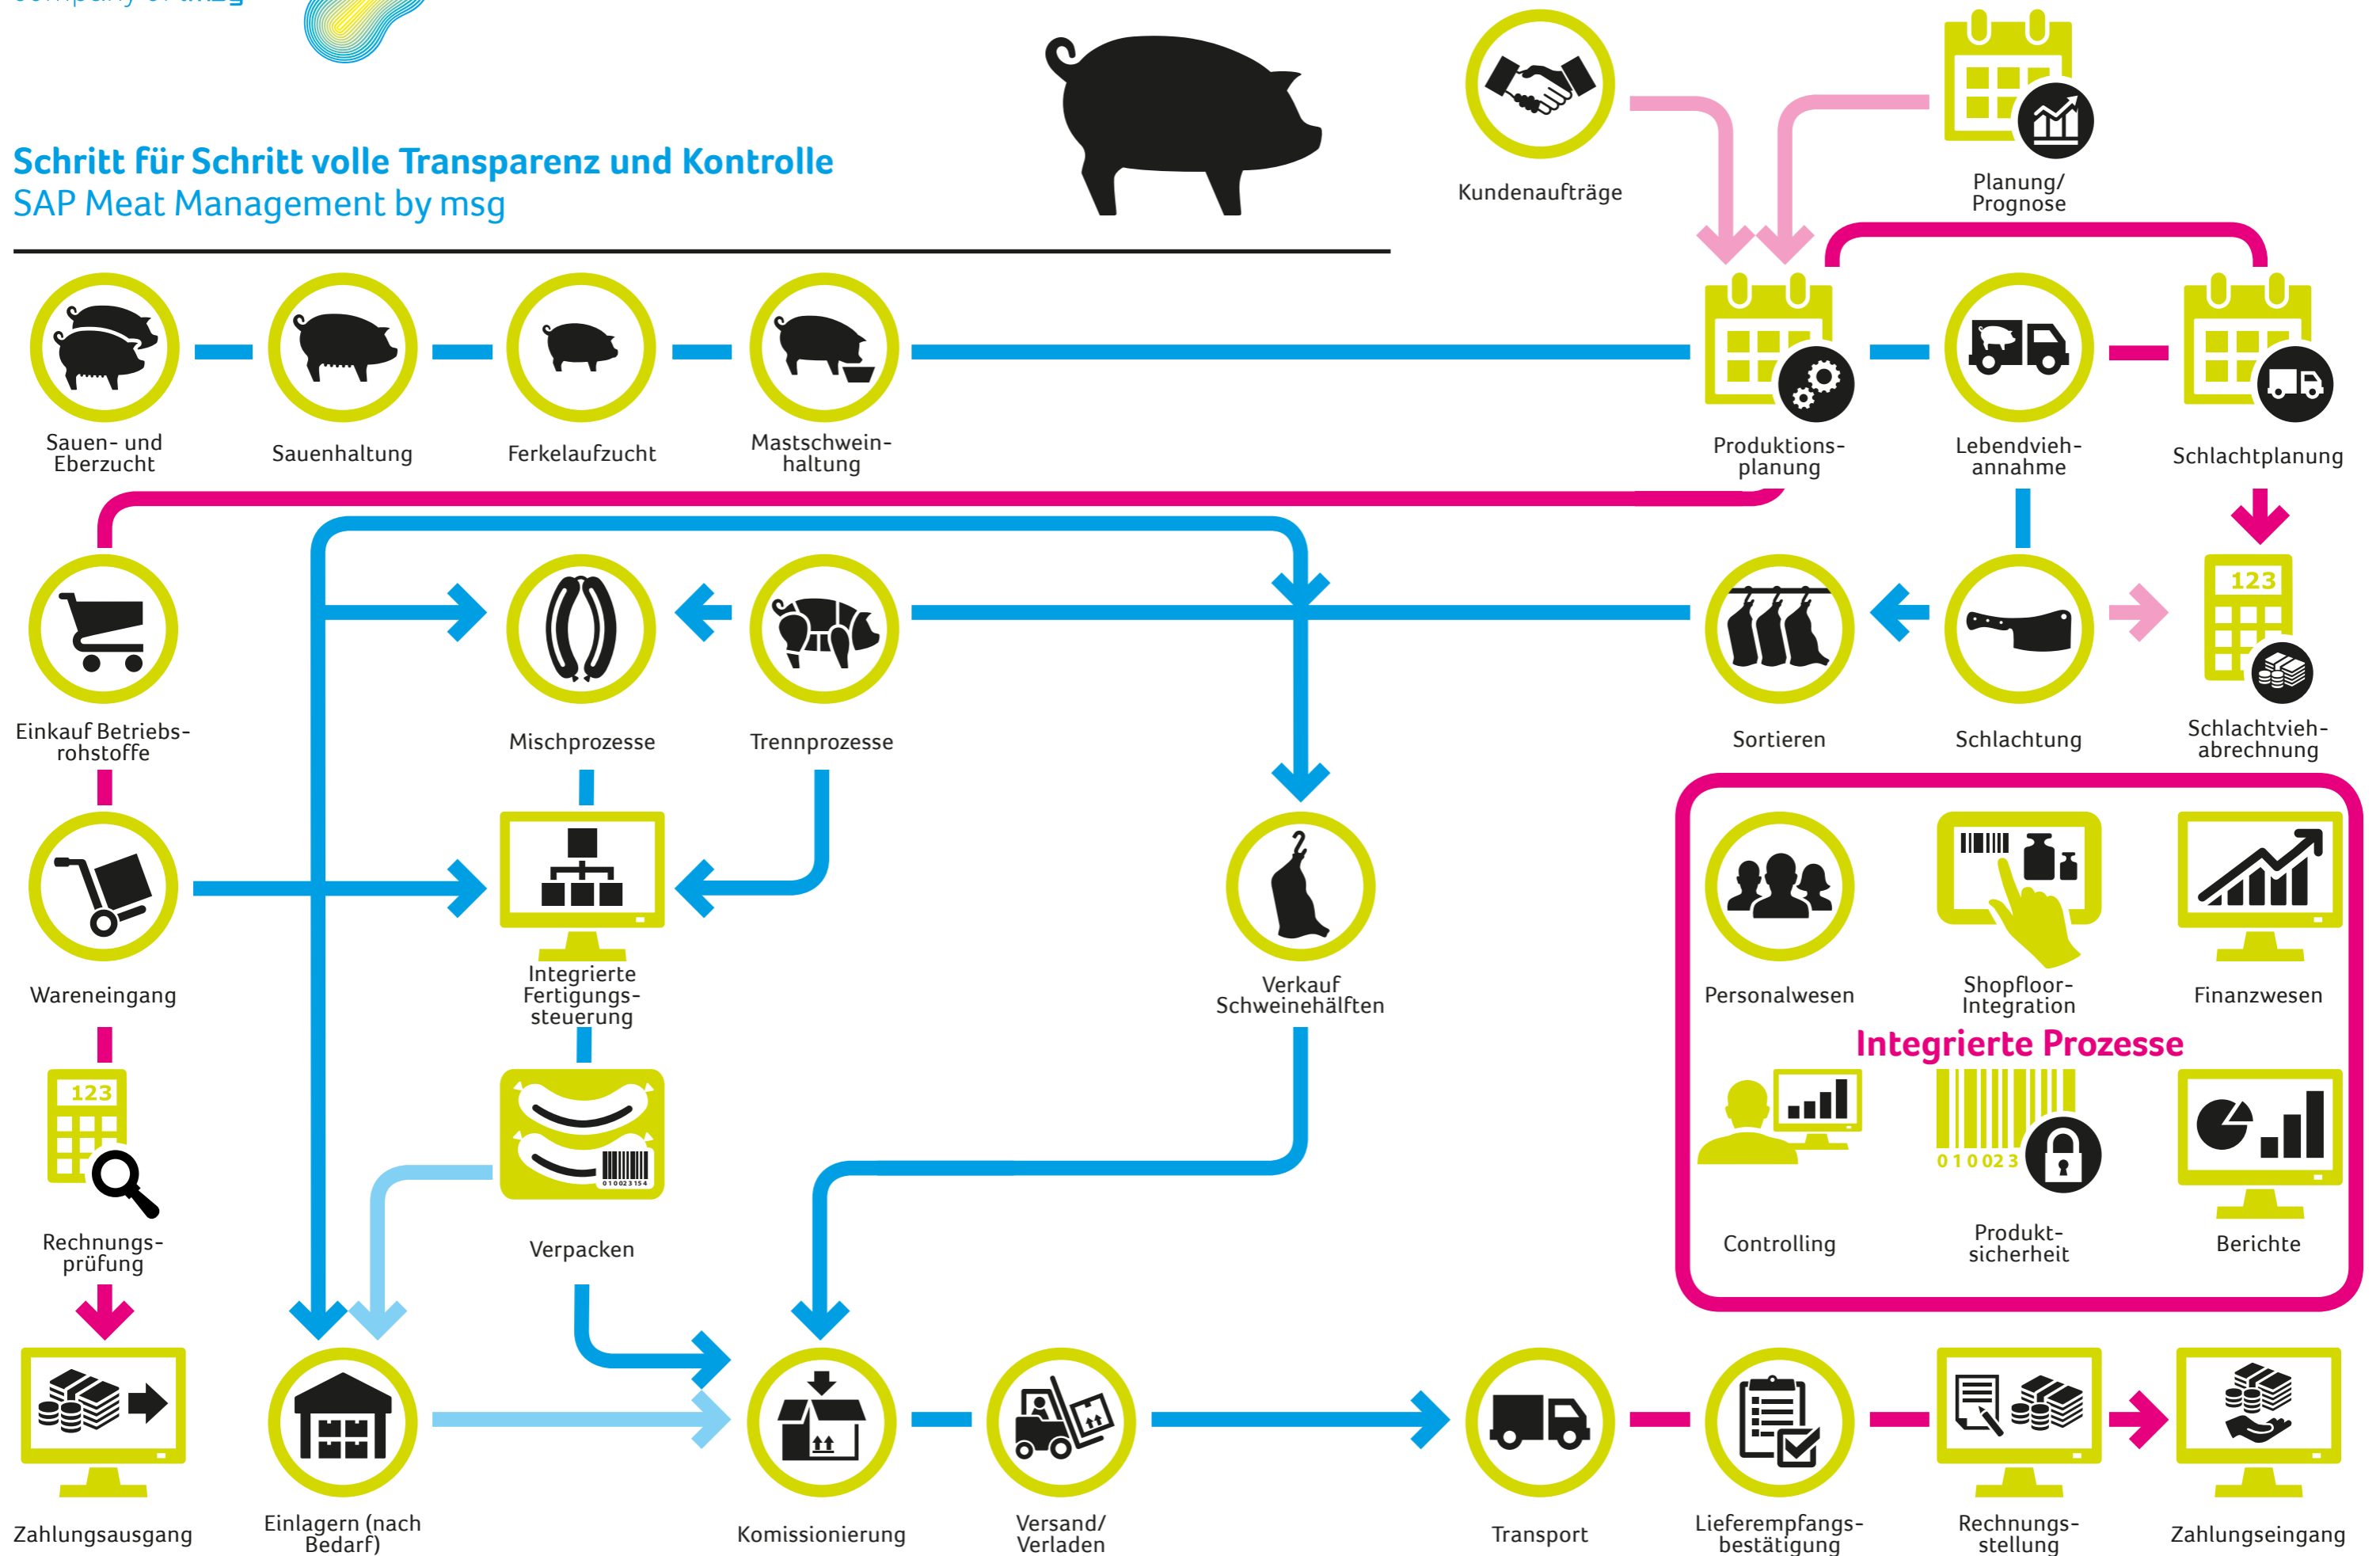 Schritt für Schritt volle Transparenz und Kontrolle
SAP Meat Management by msg
Kundenaufträge
Planung/
Prognose
Sauen- und
Eberzucht
Sauenhaltung
Ferkelaufzucht
Mastschwein-
haltung
Produktions-
planung
Lebendvieh-
annahme
Schlachtplanung
123
Einkauf Betriebs-
rohstoffe
Mischprozesse
Trennprozesse
Sortieren
Schlachtung
Schlachtvieh-
abrechnung
Wareneingang
Integrierte
Fertigungs-
steuerung
Verkauf
Schweinehälften
Personalwesen
Shopfloor-
Integration
Finanzwesen
Integrierte Prozesse
123
010023154
010023
Rechnungs-
prüfung
Verpacken
Controlling
Produkt-
sicherheit
Berichte
Zahlungsausgang
Einlagern (nach
Bedarf)
Komissionierung
Versand/
Verladen
Transport
Lieferempfangs-
bestätigung
Rechnungs-
stellung
Zahlungseingang